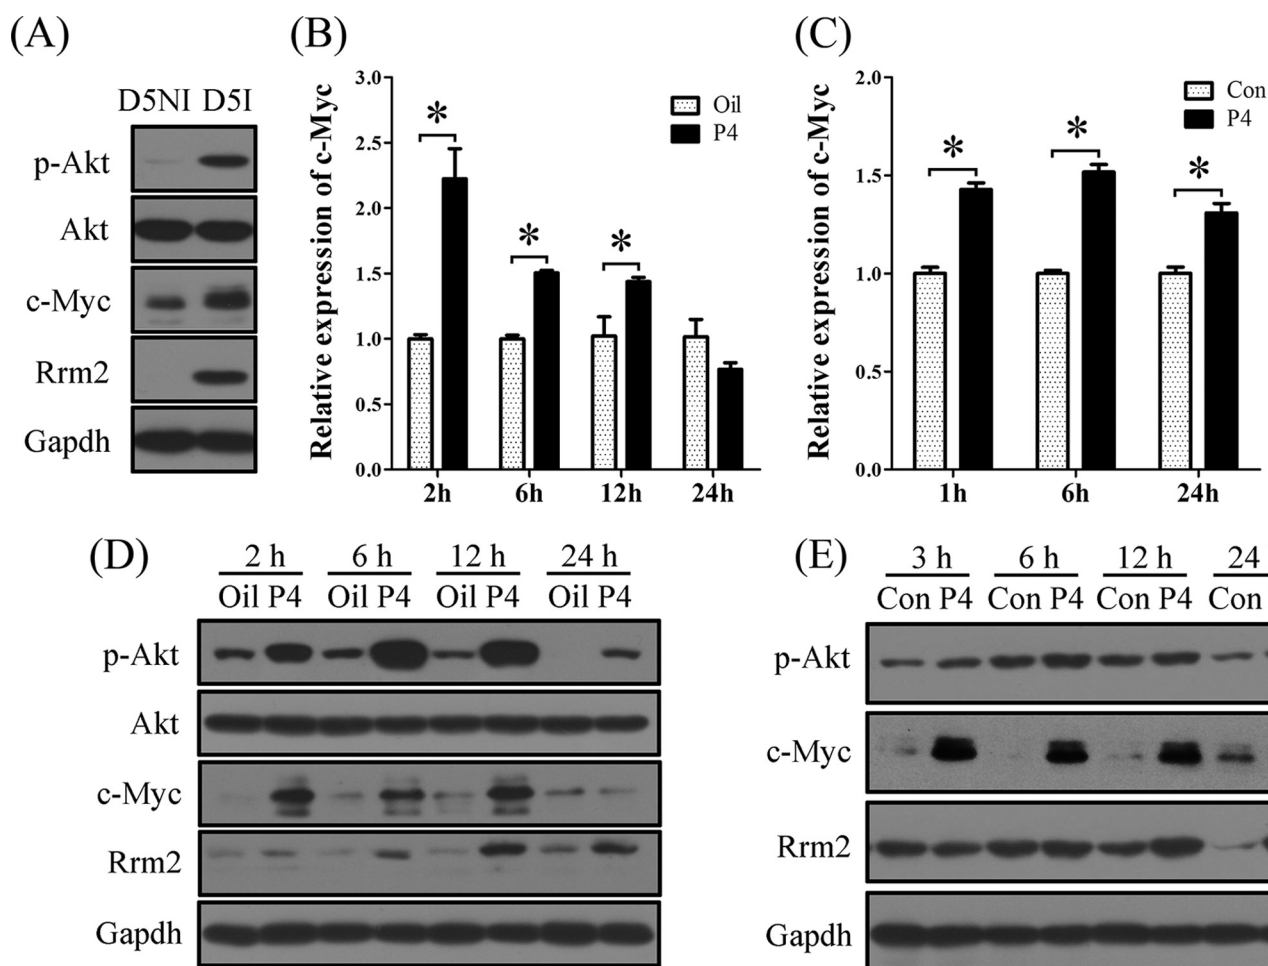 (A)
D5NI D5I
p-Akt
Akt
c-Myc
Rrm2
Gapdh
(B)
Relative expression of c-Myc
3.0
2.5
2.0
1.5
1.0
0.5
0.0
*
*
*
Oil
P4
2h 6h 12h 24h
(C)
Relative expression of c-Myc
2.0
1.5
1.0
0.5
0.0
*
*
*
Con
P4
1h 6h 24h
(D)
2 h 6 h 12 h 24 h
Oil P4 Oil P4 Oil P4 Oil P4
p-Akt
Akt
c-Myc
Rrm2
Gapdh
(E)
3 h 6 h 12 h 24
Con P4 Con P4 Con P4 Con
p-Akt
c-Myc
Rrm2
Gapdh